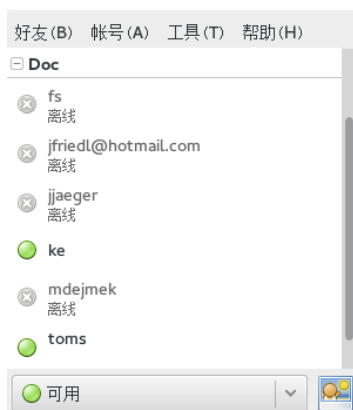 好友(B) 帐号(A) 工具(T) 帮助(H)
Doc
fs
离线
jfriedl@hotmail.com
离线
jjaeger
离线
ke
mdejmek
离线
toms
可用